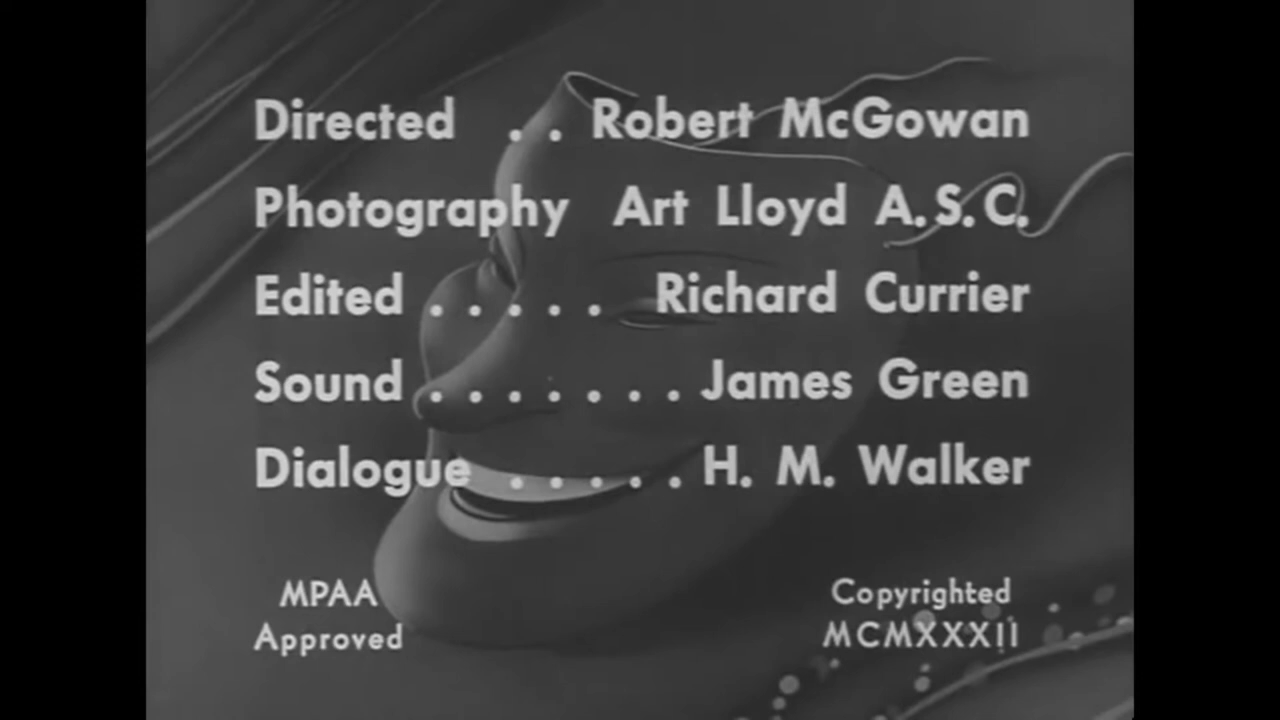 Directed . . Robert McGowan
Photography Art Lloyd A.S.C.
Edited . . . . . Richard Currier
Sound . . . . . . . James Green
Dialogue . . . . . H. M. Walker
MPAA Approved
Copyrighted MCMXXXII